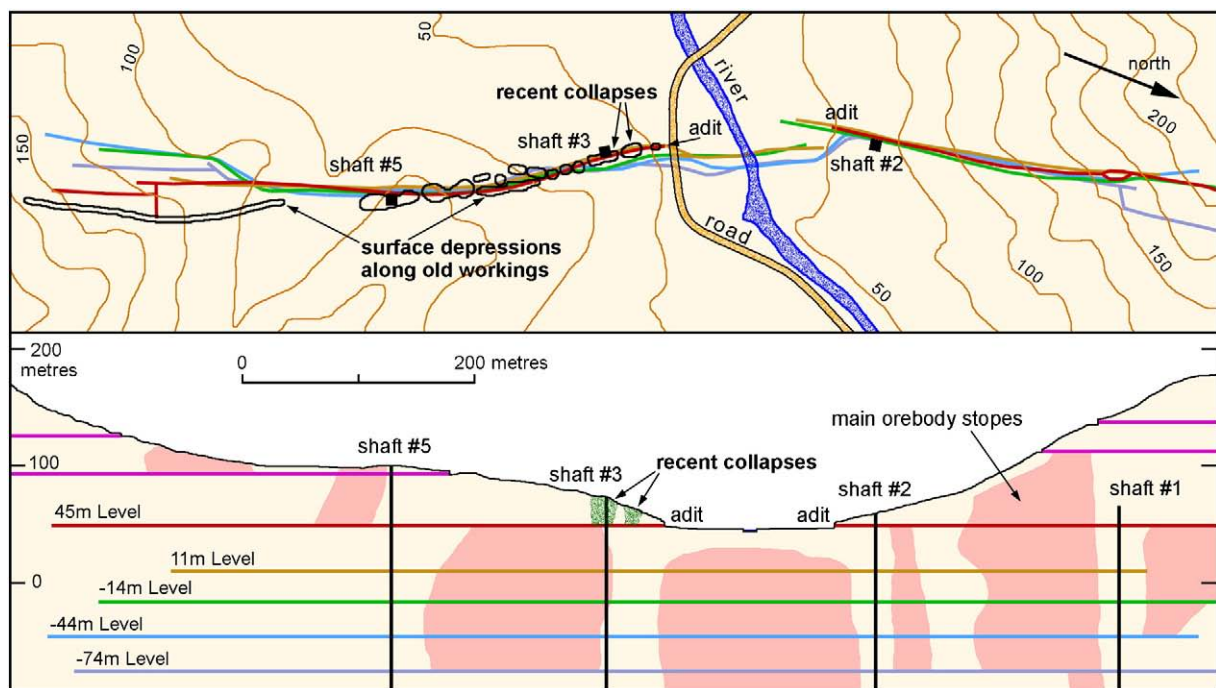 50
100
river
north
recent collapses
adit
adit
200
shaft #3
150
shaft #5
shaft #2
road
surface depressions
along old workings
150
100
50
200
metres
0
200 metres
main orebody stopes
shaft #5
100
recent collapses
shaft #3
shaft #2
shaft #1
45m Level
adit
adit
11m Level
0
-14m Level
-44m Level
-74m Level